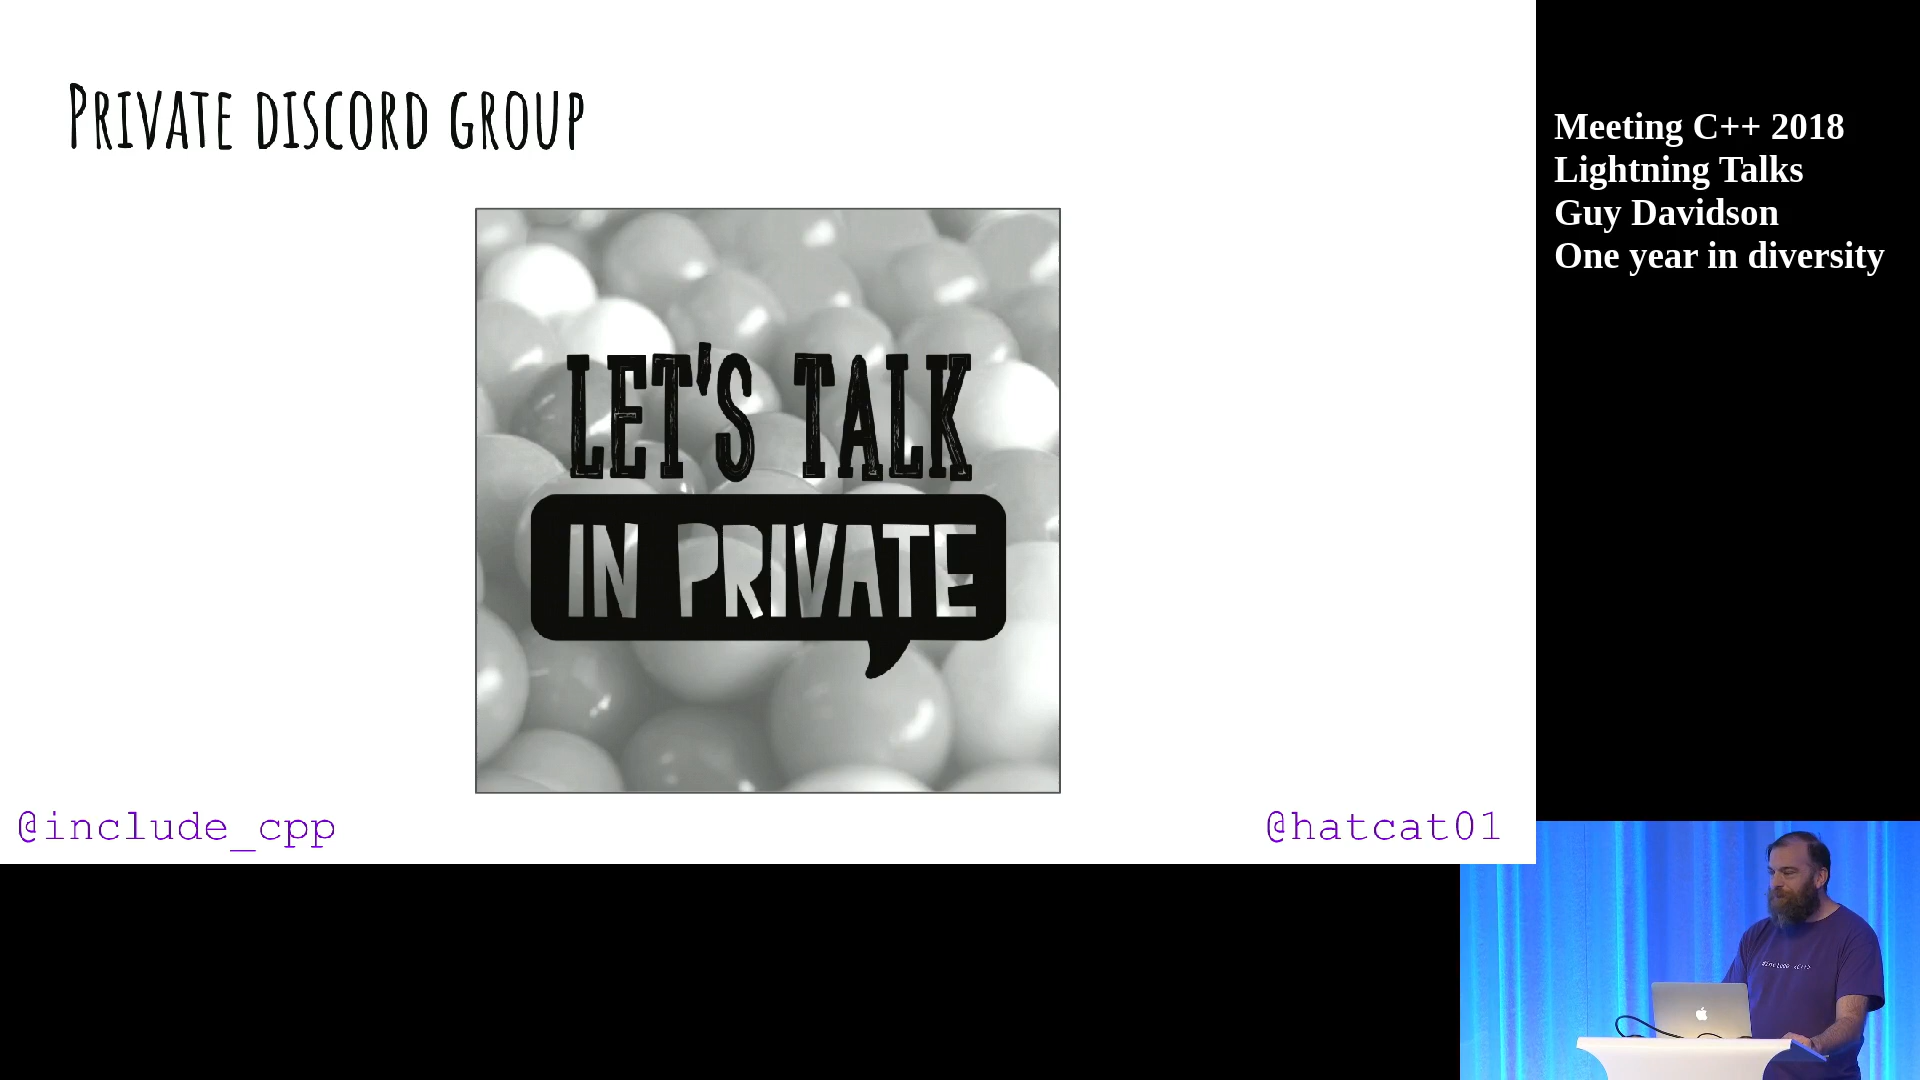 Private discord group
LET'S TALK
IN PRIVATE
@include_cpp
@hatcat01
Meeting C++ 2018
Lightning Talks
Guy Davidson
One year in diversity